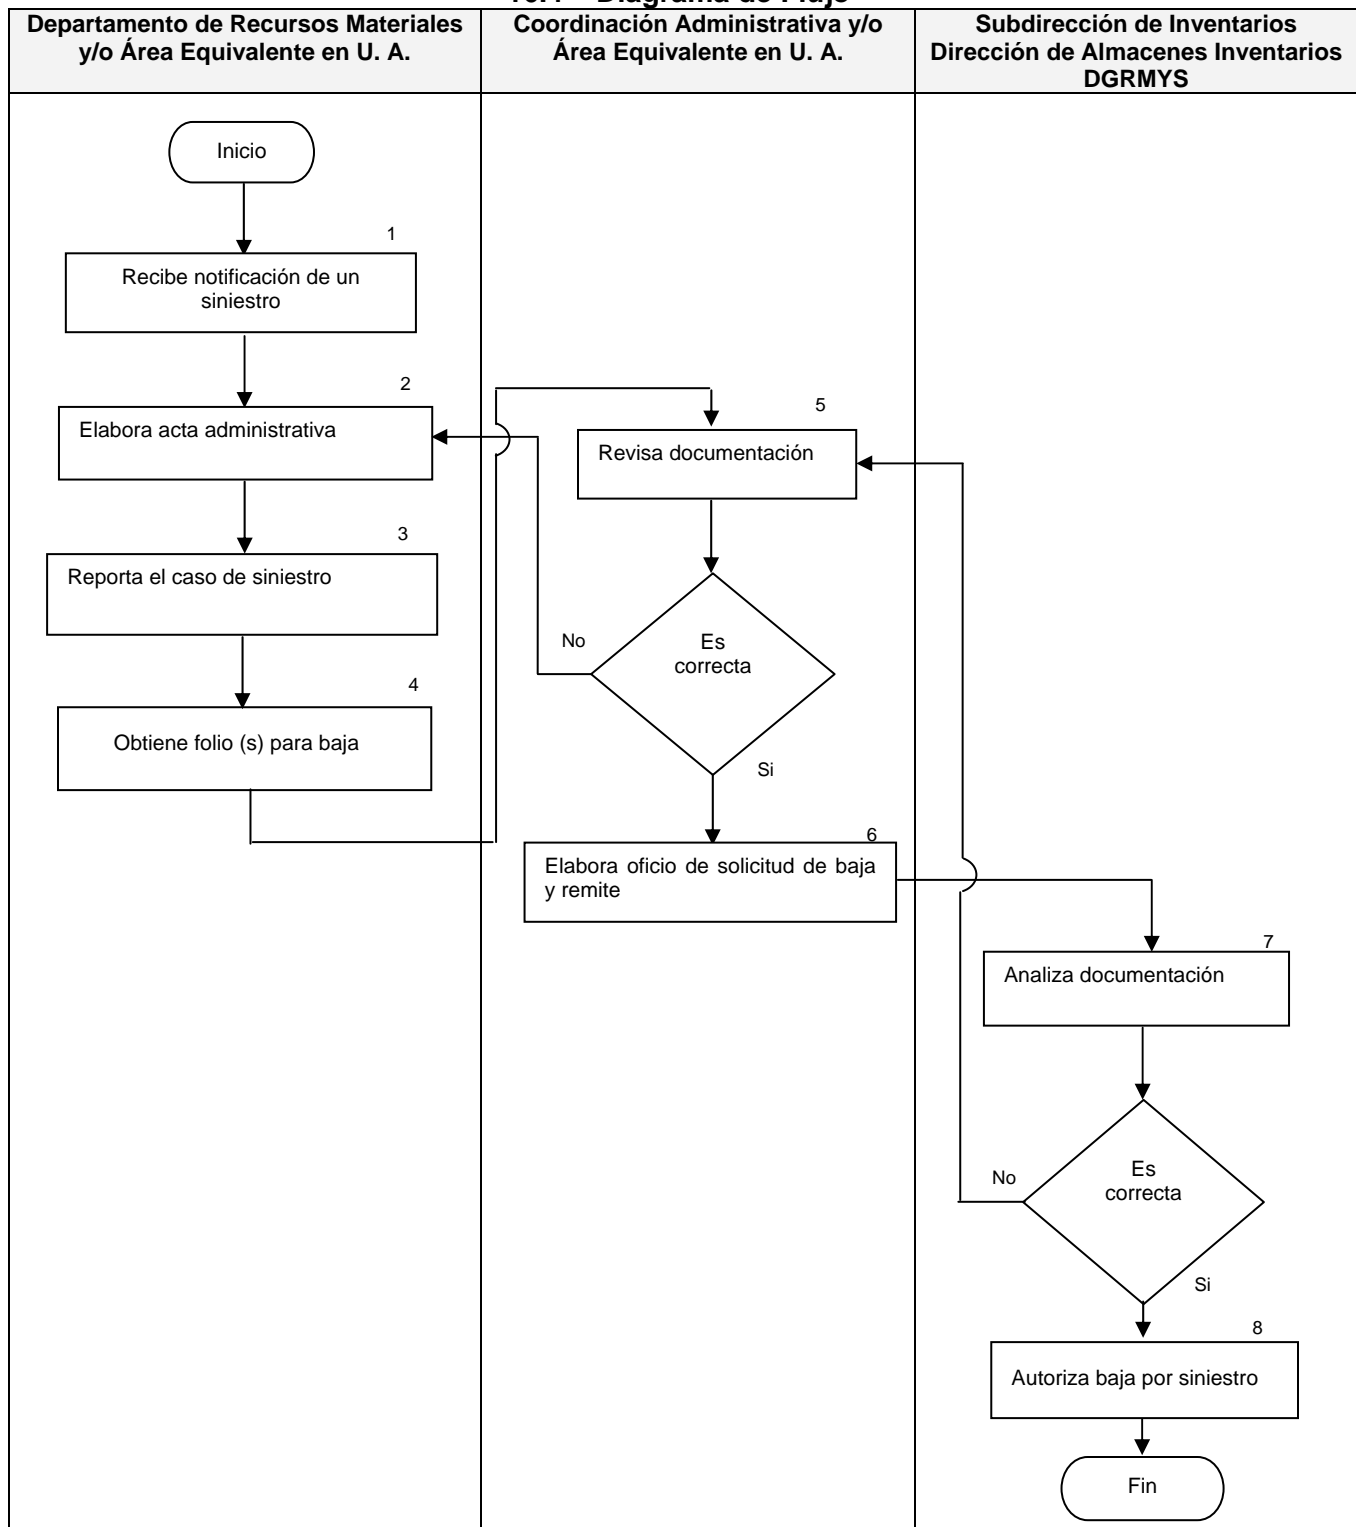 Departamento de Recursos Materiales
y/o Área Equivalente en U. A.
Coordinación Administrativa y/o
Área Equivalente en U. A.
Subdirección de Inventarios
Dirección de Almacenes Inventarios
DGRMYS
Inicio
1
Recibe notificación de un
siniestro
2
Elabora acta administrativa
3
Reporta el caso de siniestro
4
Obtiene folio (s) para baja
5
Revisa documentación
No
Es
correcta
Si
6
Elabora oficio de solicitud de baja
y remite
7
Analiza documentación
No
Es
correcta
Si
8
Autoriza baja por siniestro
Fin